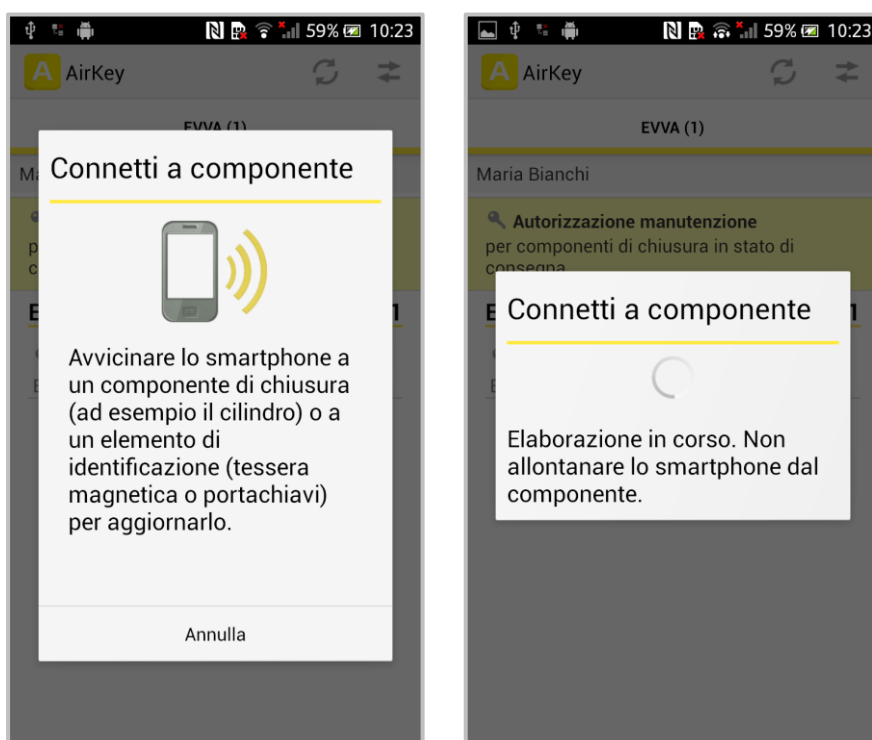 59% 10:23
AirKey
EVVA (1)
Connetti a componente
Avvicinare lo smartphone a
un componente di chiusura
(ad esempio il cilindro) o a
un elemento di
identificazione (tessera
magnetica o portachiavi)
per aggiornarlo.
Annulla
59% 10:23
AirKey
EVVA (1)
Maria Bianchi
Autorizzazione manutenzione
per componenti di chiusura in stato di
consegna
Connetti a componente
Elaborazione in corso. Non
allontanare lo smartphone dal
componente.